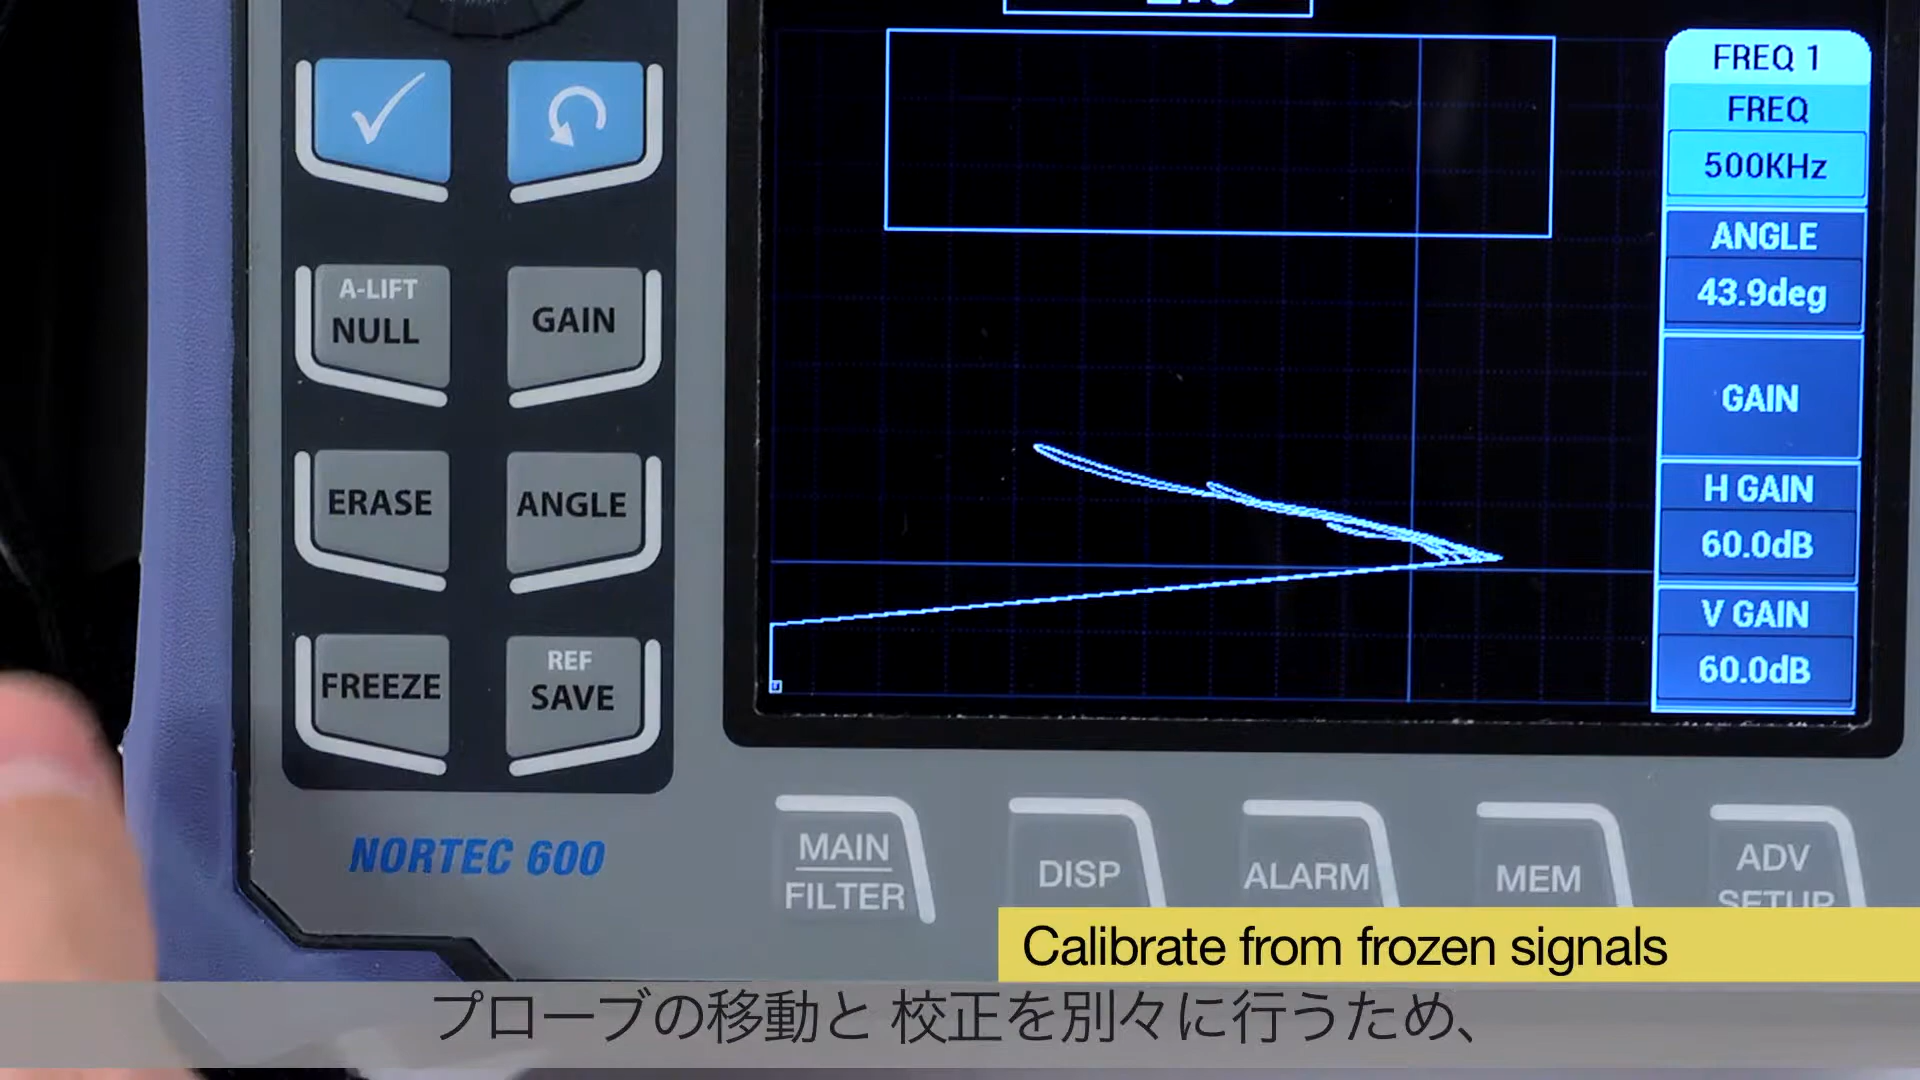 A-LIFT
NULL
GAIN
ERASE
ANGLE
FREEZE
REF
SAVE
NORTEC 600
FREQ 1
FREQ
500KHz
ANGLE
43.9deg
GAIN
H GAIN
60.0dB
V GAIN
60.0dB
MAIN
FILTER
DISP
ALARM
MEM
ADV
SETUP
Calibrate from frozen signals
プローブの移動と 校正を別々に行うため、